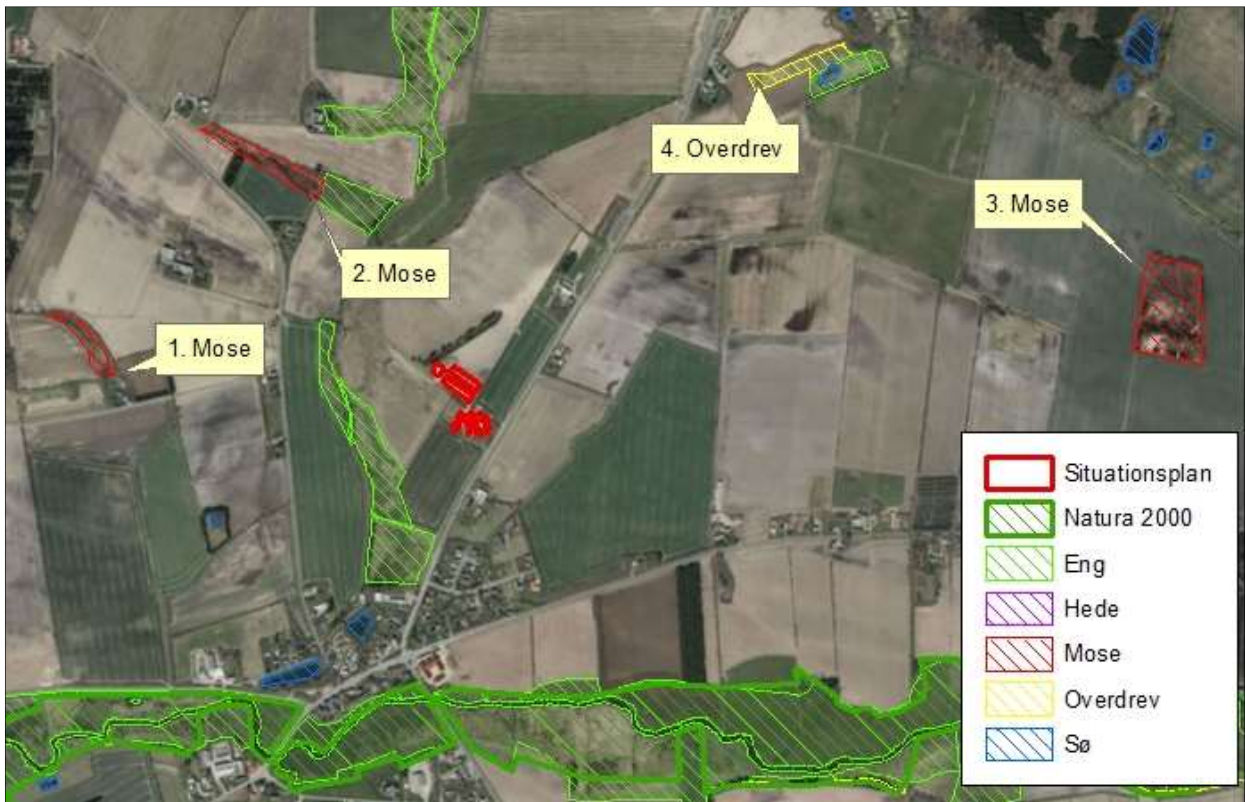 4. Overdrev
3. Mose
2. Mose
1. Mose
Situationsplan
Natura 2000
Eng
Hede
Mose
Overdrev
Sø